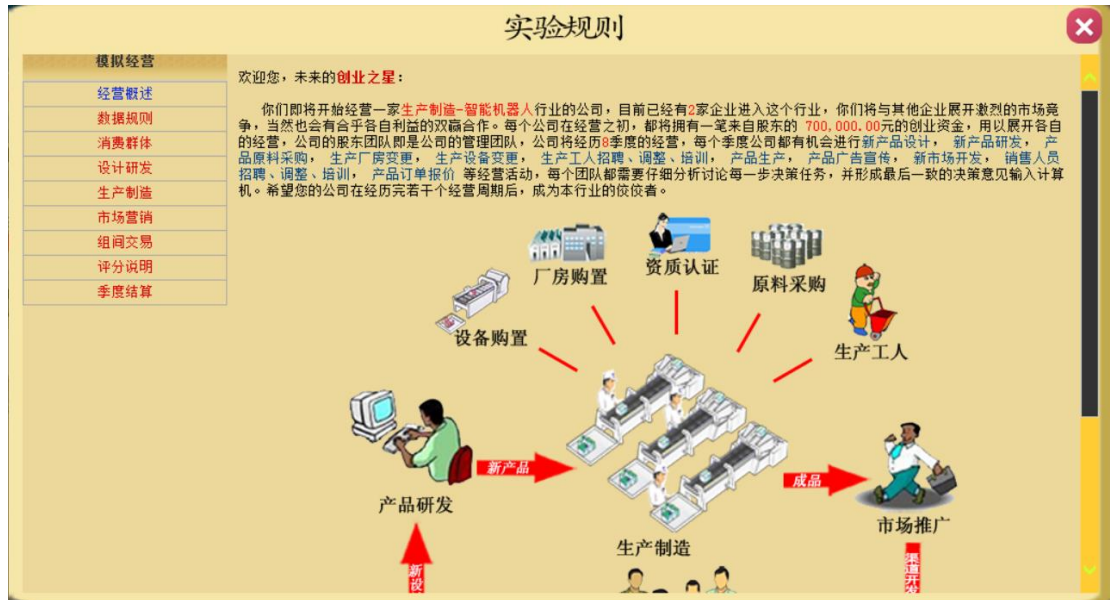 实验规则
模拟经营
经营概述
数据规则
消费群体
设计研发
生产制造
市场营销
组间交易
评分说明
季度结算
欢迎您，未来的创业之星：
你们即将开始经营一家生产制造-智能机器人行业的公司，目前已经有2家企业进入这个行业，你们将与其他企业展开激烈的市场竞
争，当然也会有合乎各自利益的双赢合作。每个公司在经营之初，都将拥有一笔来自股东的 700,000.00元的创业资金，用以展开各自
的经营，公司的股东团队即是公司的管理团队，公司将经历8季度的经营，每个季度公司都有机会进行新产品设计， 新产品研发， 产
品原料采购， 生产厂房变更， 生产设备变更， 生产工人招聘、调整、培训， 产品生产， 产品广告宣传， 新市场开发， 销售人员
招聘、调整、培训， 产品订单报价 等经营活动，每个团队都需要仔细分析讨论每一步决策任务，并形成最后一致的决策意见输入计算
机。希望您的公司在经历完若干个经营周期后，成为本行业的佼佼者。
厂房购置
资质认证
原料采购
设备购置
生产工人
新产品
成品
产品研发
市场推广
生产制造
新设
渠道开发